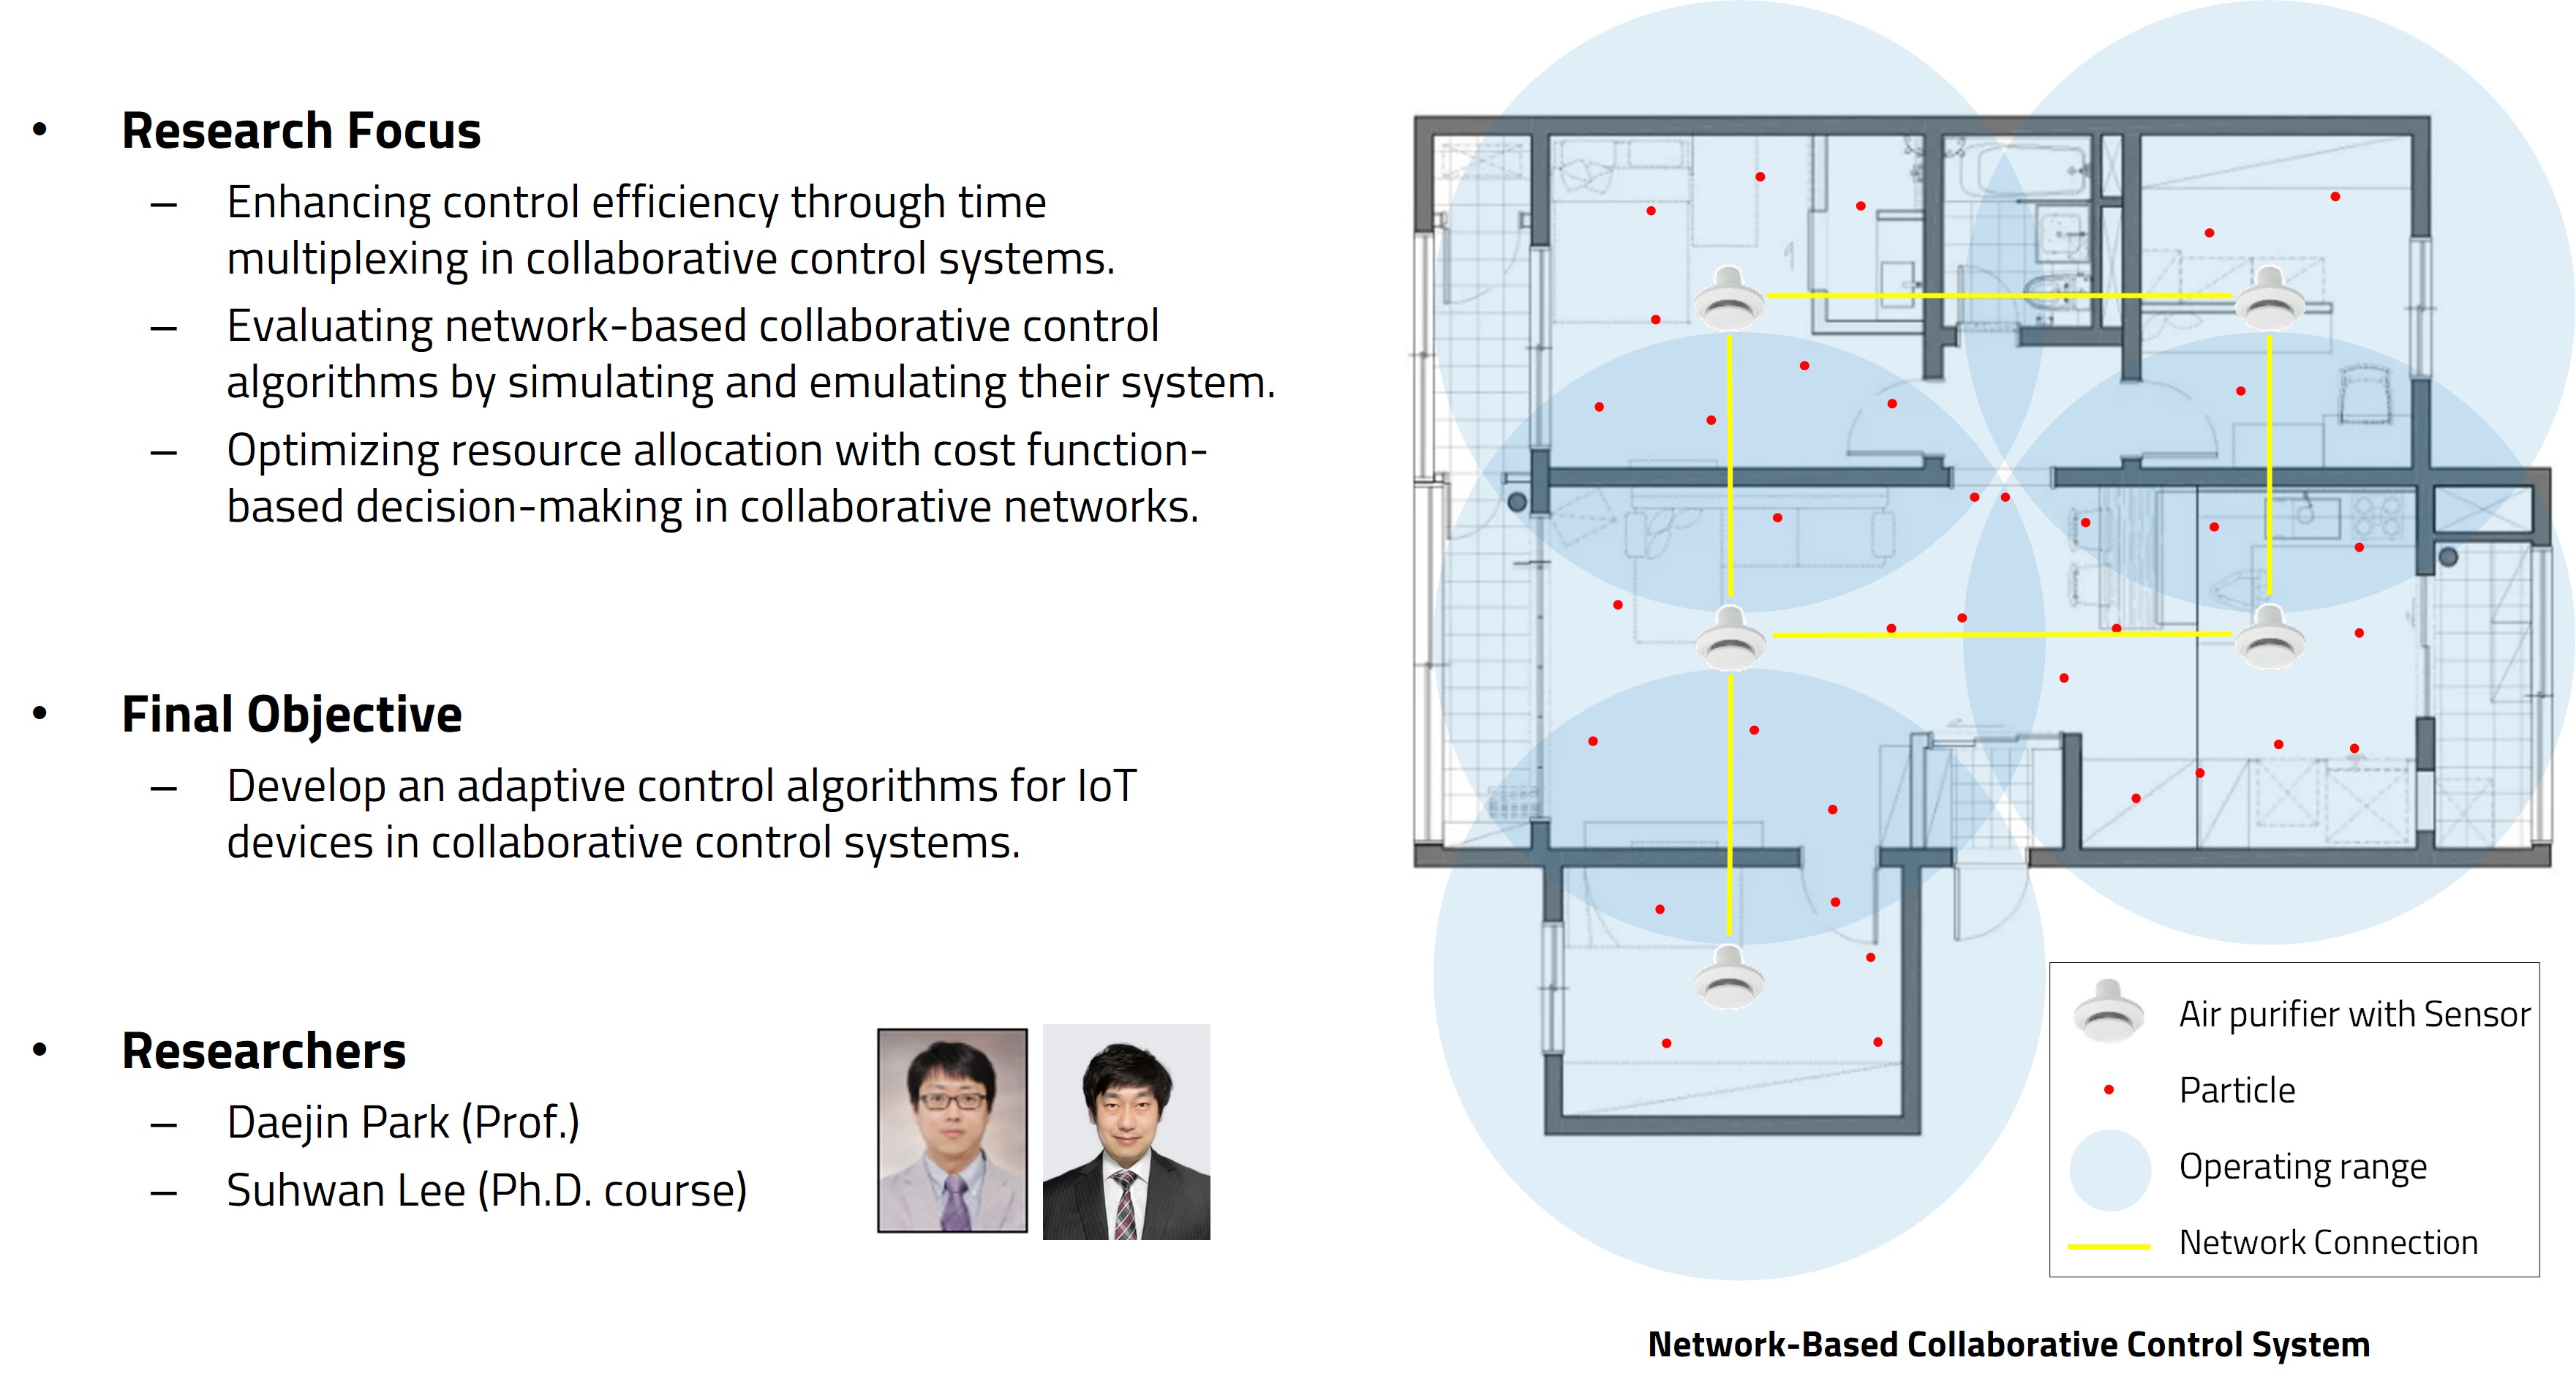 • Research Focus
– Enhancing control efficiency through time
multiplexing in collaborative control systems.
– Evaluating network-based collaborative control
algorithms by simulating and emulating their system.
– Optimizing resource allocation with cost function-
based decision-making in collaborative networks.
• Final Objective
– Develop an adaptive control algorithms for IoT
devices in collaborative control systems.
• Researchers
– Daejin Park (Prof.)
– Suhwan Lee (Ph.D. course)
Air purifier with Sensor
Particle
Operating range
Network Connection
Network-Based Collaborative Control System